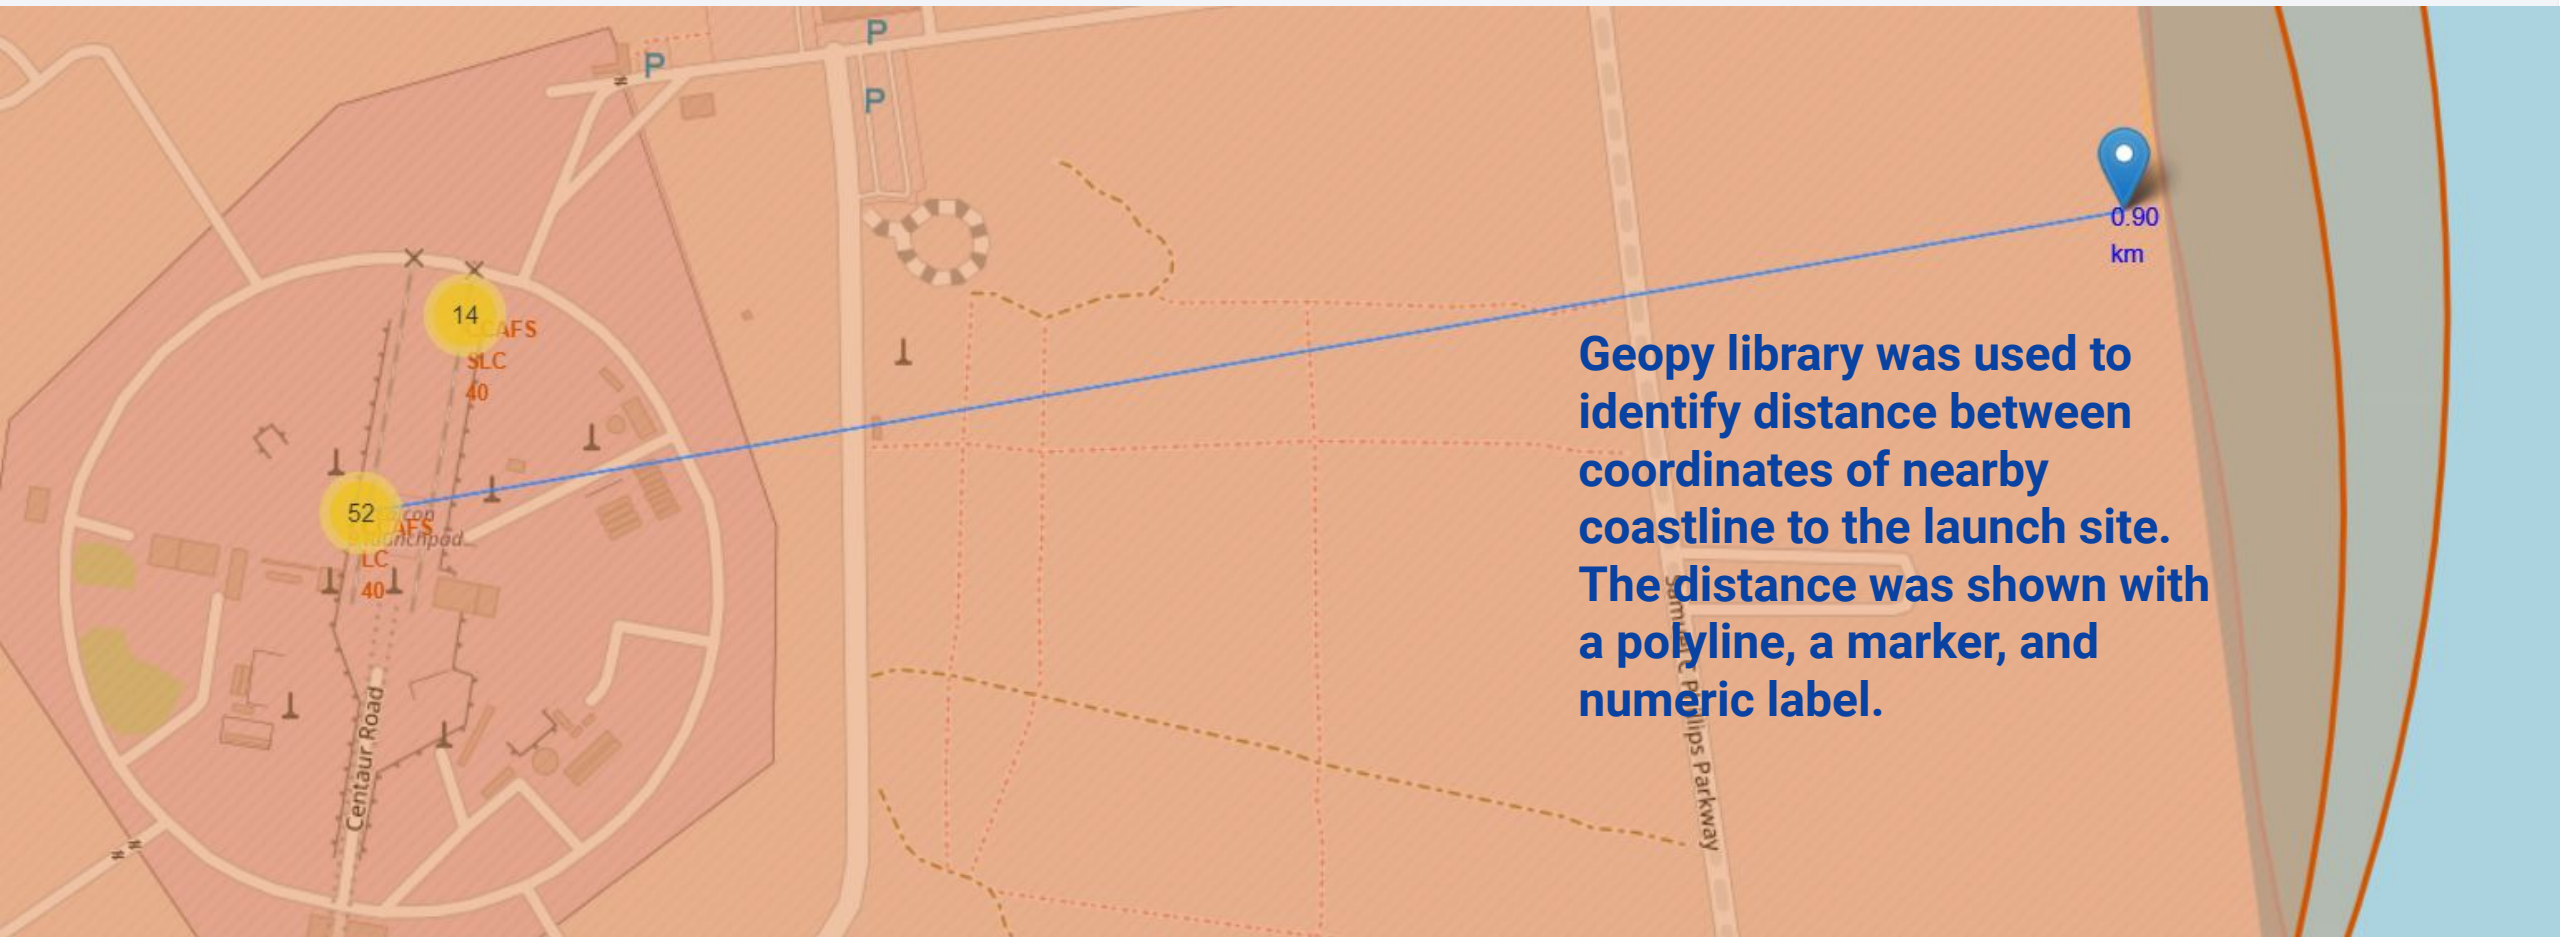 P
P
P
0.90
km
14
CCAFS
SLC
40
52
CCAFS
LC
40
launchpad
Geopy library was used to
identify distance between
coordinates of nearby
coastline to the launch site.
The distance was shown with
a polyline, a marker, and
numeric label.
Centaur Road
Samuel C Phillips Parkway